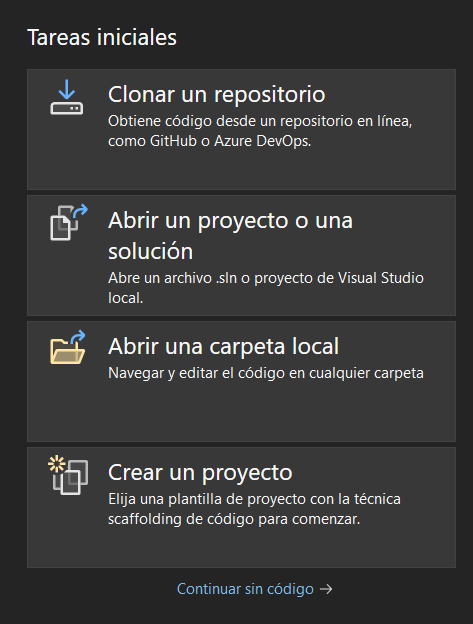 Tareas iniciales
Clonar un repositorio
Obtiene código desde un repositorio en línea,
como GitHub o Azure DevOps.
Abrir un proyecto o una
solución
Abre un archivo .sln o proyecto de Visual Studio
local.
Abrir una carpeta local
Navegar y editar el código en cualquier carpeta
Crear un proyecto
Elija una plantilla de proyecto con la técnica
scaffolding de código para comenzar.
Continuar sin código →